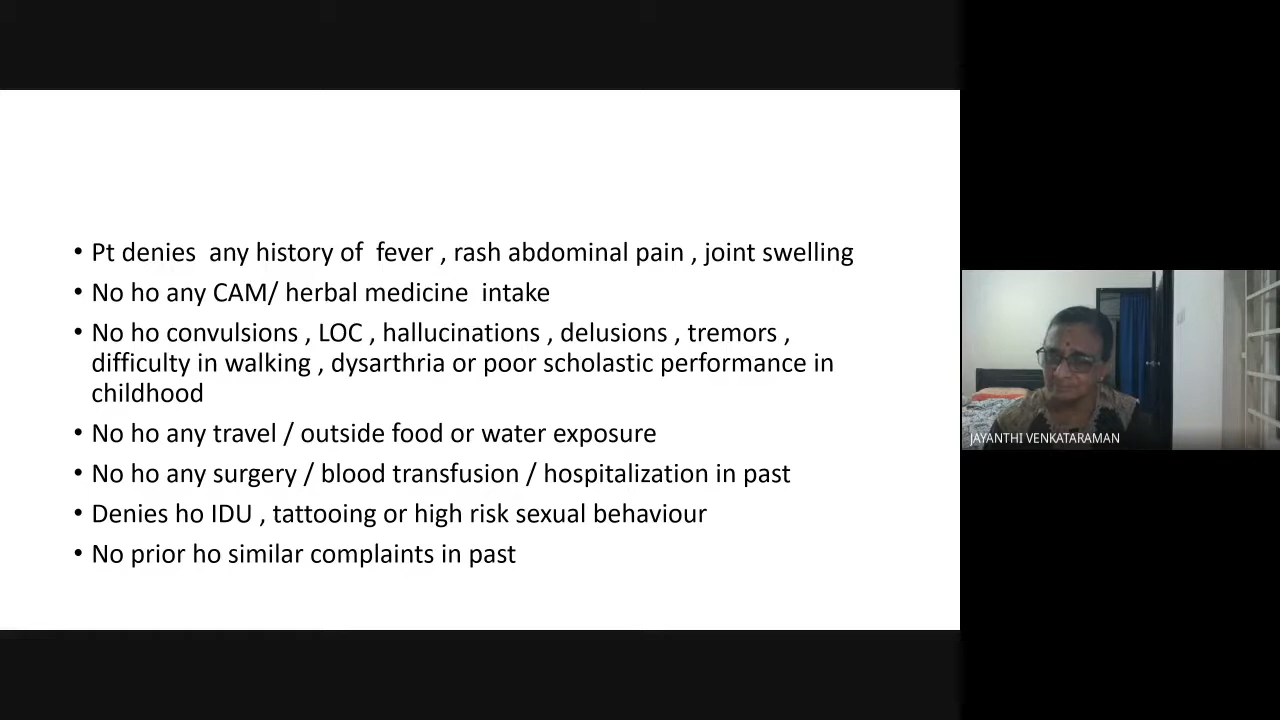 • Pt denies any history of fever , rash abdominal pain , joint swelling
• No ho any CAM/ herbal medicine intake
• No ho convulsions , LOC , hallucinations , delusions , tremors ,
difficulty in walking , dysarthria or poor scholastic performance in
childhood
• No ho any travel / outside food or water exposure
• No ho any surgery / blood transfusion / hospitalization in past
• Denies ho IDU , tattooing or high risk sexual behaviour
• No prior ho similar complaints in past
JAYANTHI VENKATARAMAN